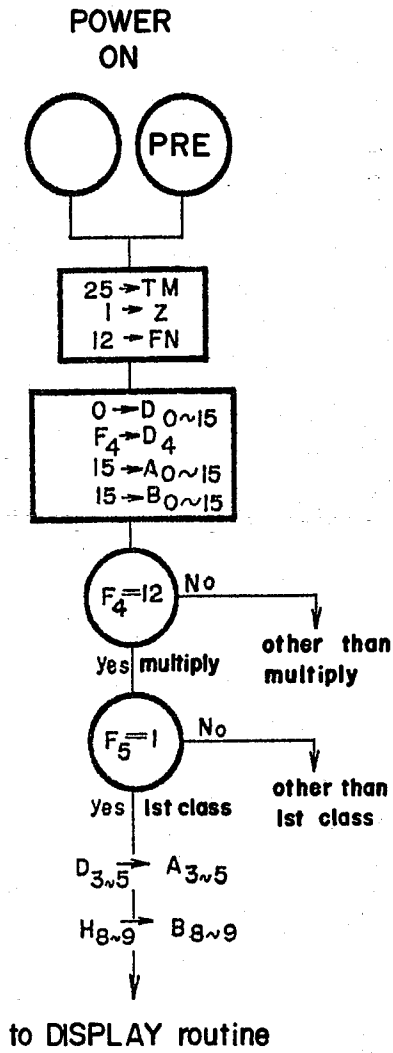 POWER
ON
PRE
25→TM
1→Z
12→FN
0→D0~15
F4→D4
15→A0~15
15→B0~15
F4=12 No
other than
multiply
yes multiply
F5=1 No
other than
1st class
yes 1st class
D3~5→A3~5
H8~9→B8~9
to DISPLAY routine